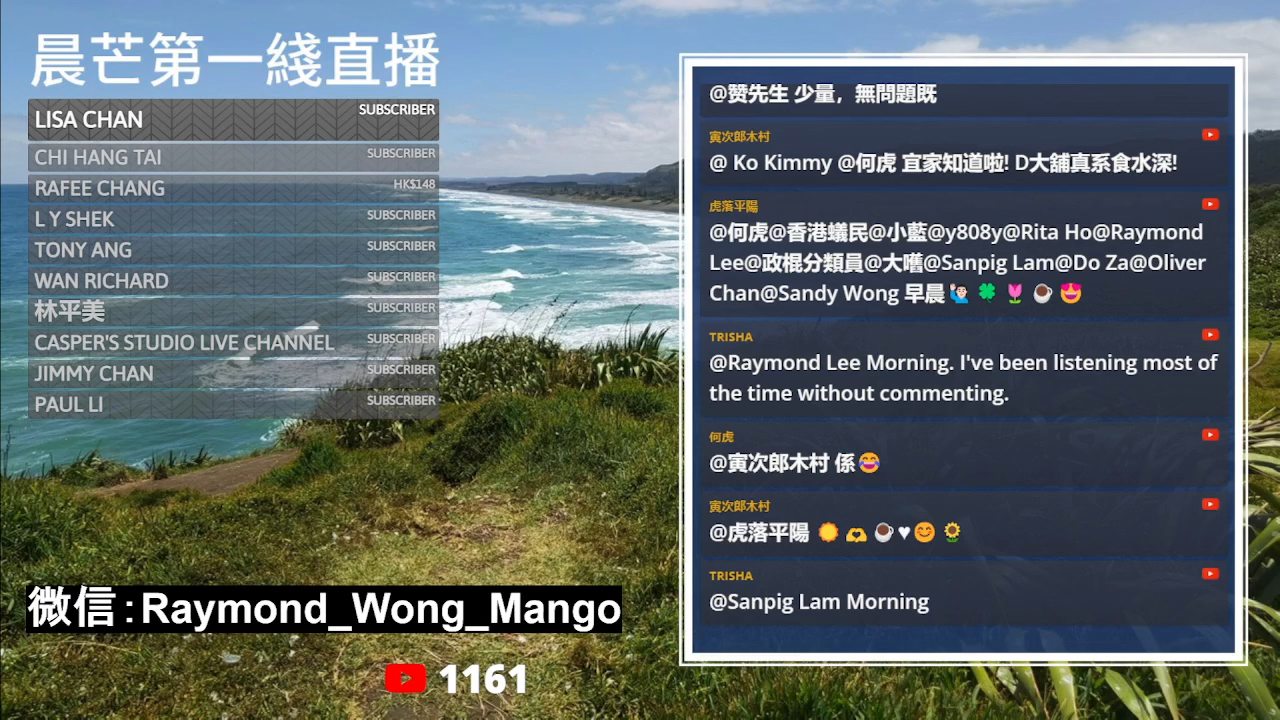 晨芒第一綫直播
LISA CHAN SUBSCRIBER
CHI HANG TAI SUBSCRIBER
RAFEE CHANG HK$148
L Y SHEK SUBSCRIBER
TONY ANG SUBSCRIBER
WAN RICHARD SUBSCRIBER
林平美 SUBSCRIBER
CASPER'S STUDIO LIVE CHANNEL SUBSCRIBER
JIMMY CHAN SUBSCRIBER
PAUL LI SUBSCRIBER
微信:Raymond_Wong_Mango
1161
@赞先生 少量，無問題既
寅次郎木村
@ Ko Kimmy @何虎 宜家知道啦! D大舖真系食水深!
虎落平陽
@何虎@香港蟻民@小藍@y808y@Rita Ho@Raymond
Lee@政棍分類員@大嚿@Sanpig Lam@Do Za@Oliver
Chan@Sandy Wong 早晨🙋🏻‍♂️ 🍀 🌷 ☕ 😍
TRISHA
@Raymond Lee Morning. I've been listening most of
the time without commenting.
何虎
@寅次郎木村 係😂
寅次郎木村
@虎落平陽 🌞 🫶 ☕ ♥ 😊 🌻
TRISHA
@Sanpig Lam Morning